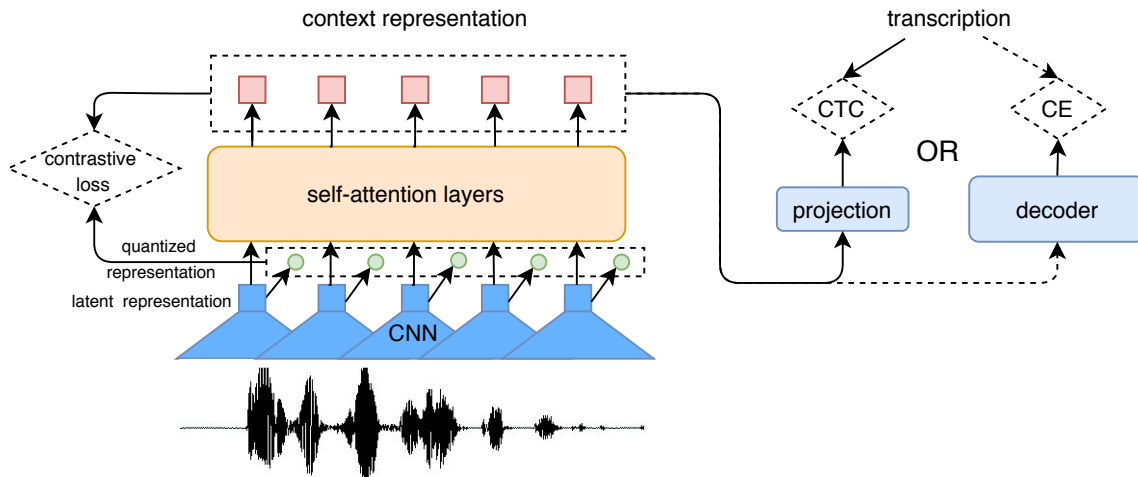 context representation
transcription
CTC
CE
contrastive
loss
OR
self-attention layers
projection
decoder
quantized
representation
latent representation
CNN